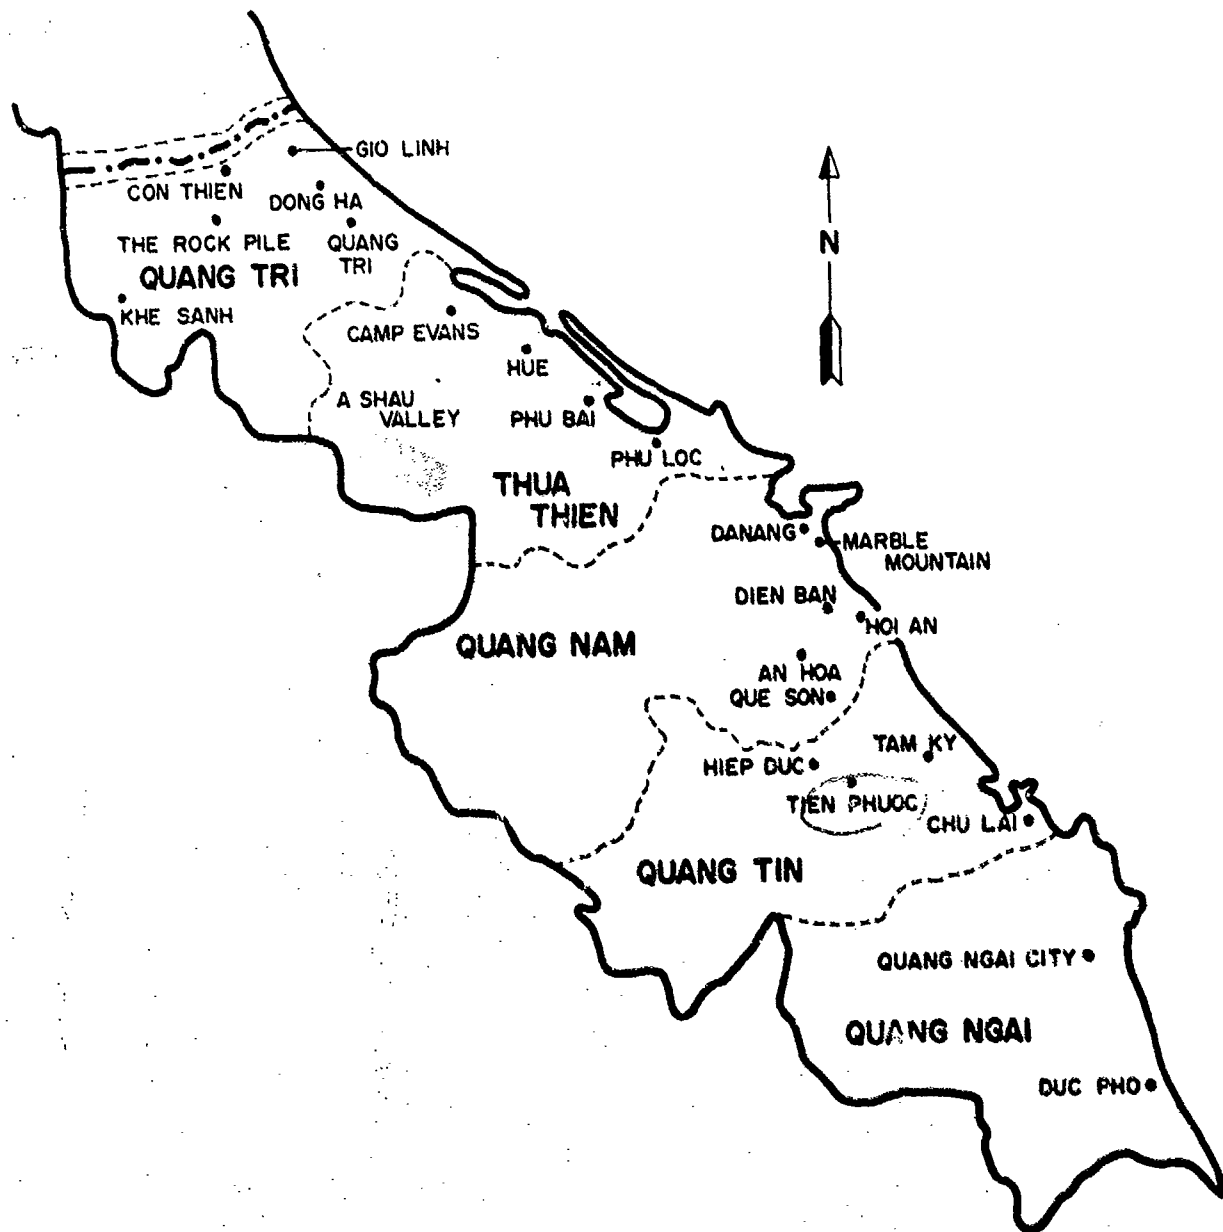 GIO LINH
CON THIEN
DONG HA
THE ROCK PILE
QUANG
TRI
QUANG TRI
KHE SANH
CAMP EVANS
N
HUE
A SHAU
VALLEY
PHU BAI
PHU LOC
THUA
THIEN
DANANG
MARBLE
MOUNTAIN
DIEN BAN
HOI AN
QUANG NAM
AN HOA
QUE SON
TAM KY
HIEP DUC
TIEN PHUOC
CHU LAI
QUANG TIN
QUANG NGAI CITY
QUANG NGAI
DUC PHO